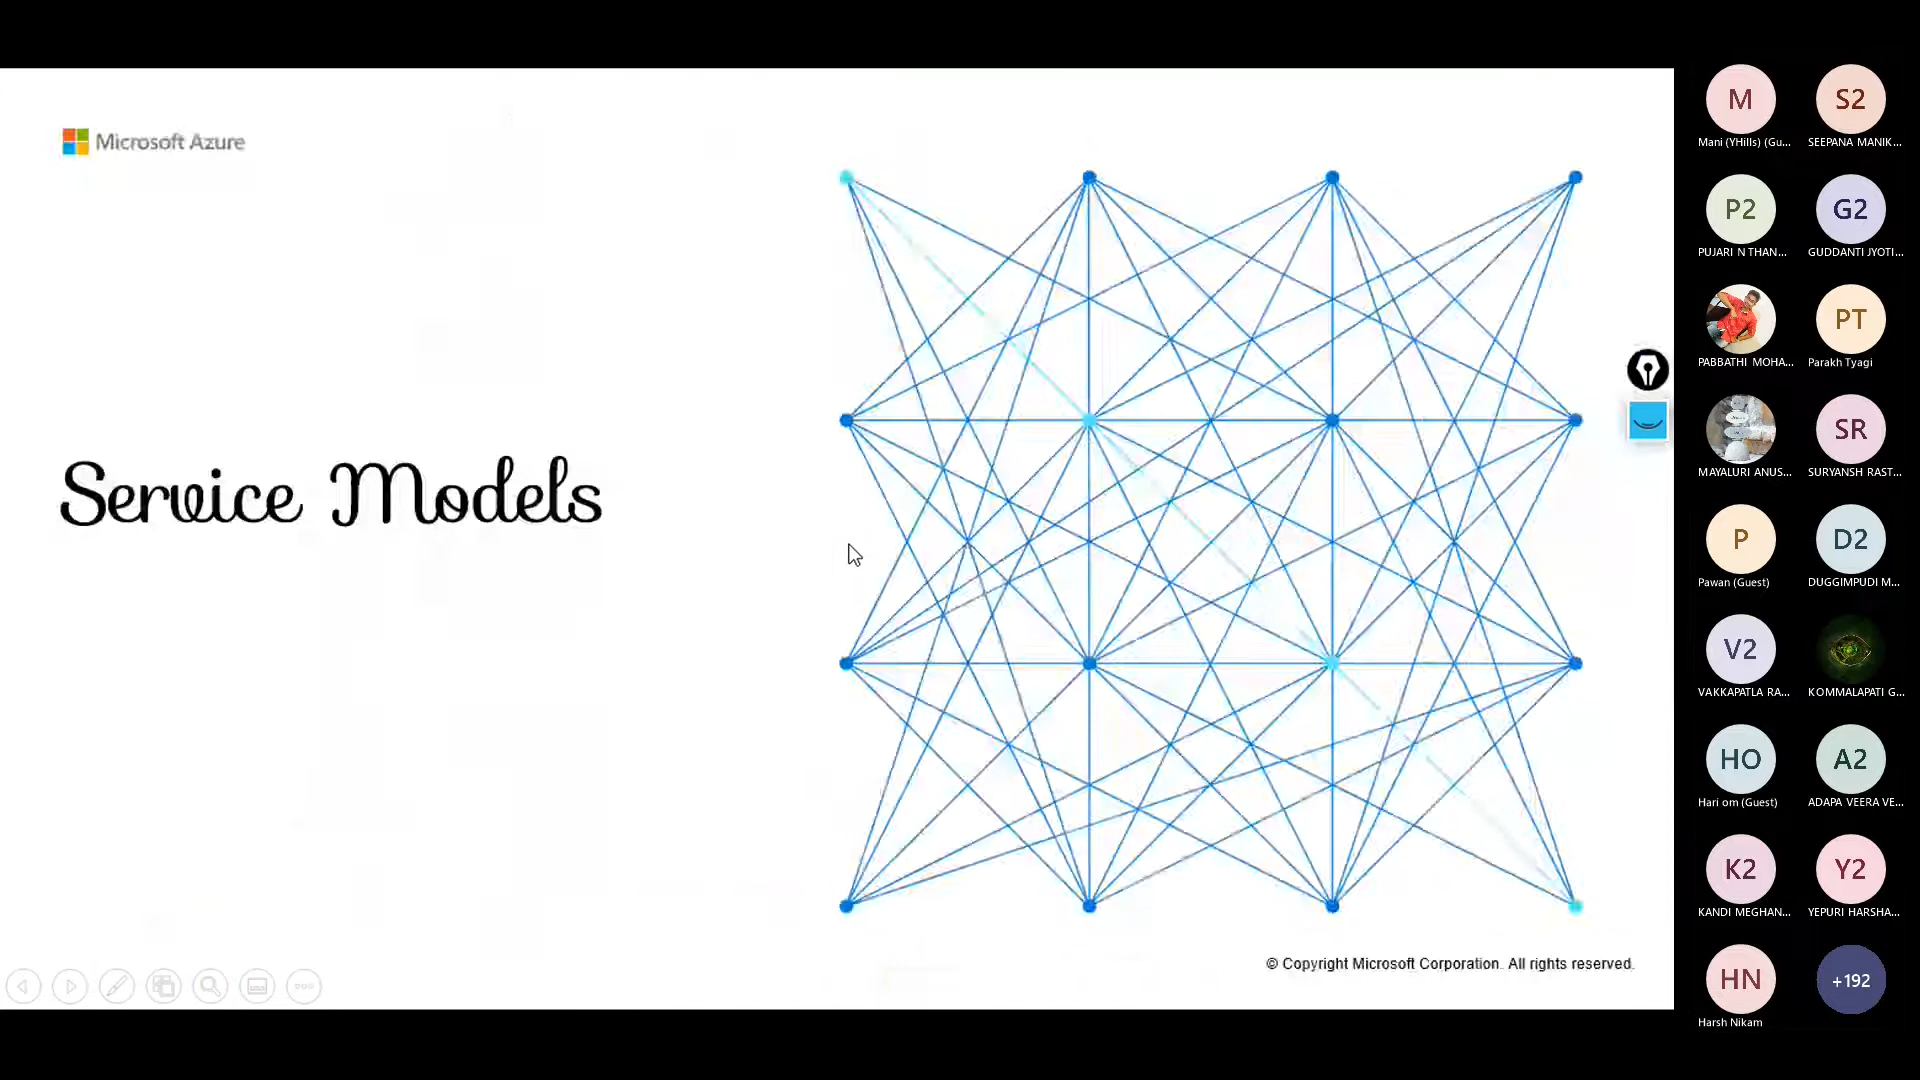 Microsoft Azure
Service Models
© Copyright Microsoft Corporation. All rights reserved.
M
Mani (YHills) (Gu...
S2
SEEPANA MANIK...
P2
PUJARI N THAN...
G2
GUDDANTI JYOTI...
PABBATHI MOHA...
PT
Parakh Tyagi
MAYALURI ANUS...
SR
SURYANSH RAST...
P
Pawan (Guest)
D2
DUGGIMPUDI M...
V2
VAKKAPATLA RA...
KOMMALAPATI G...
HO
Hari om (Guest)
A2
ADAPA VEERA VE...
K2
KANDI MEGHAN...
Y2
YEPURI HARSHA...
HN
Harsh Nikam
+192